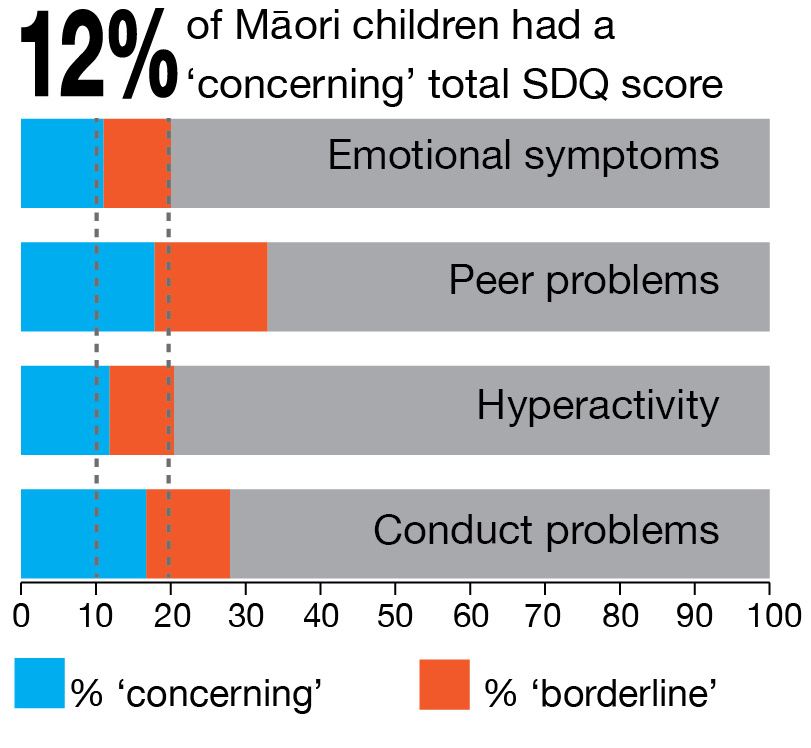 12% of Māori children had a
‘concerning’ total SDQ score
Emotional symptoms
Peer problems
Hyperactivity
Conduct problems
0 10 20 30 40 50 60 70 80 90 100
% ‘concerning’ % ‘borderline’